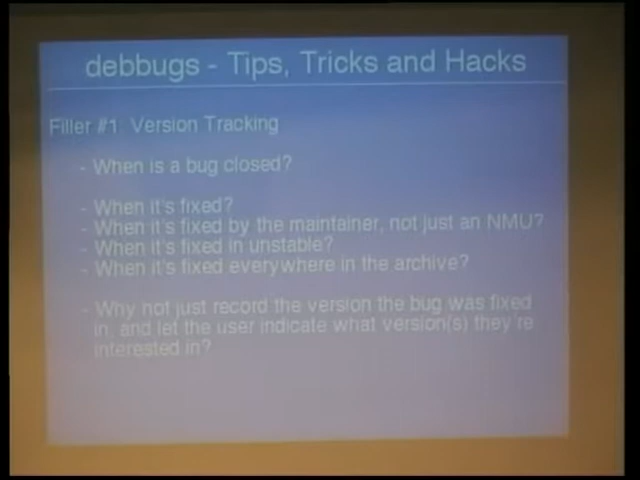 debbugs - Tips, Tricks and Hacks
Filler #1: Version Tracking
- When is a bug closed?
- When it's fixed?
- When it's fixed by the maintainer, not just an NMU?
- When it's fixed in unstable?
- When it's fixed everywhere in the archive?
- Why not just record the version the bug was fixed
in, and let the user indicate what version(s) they're
interested in?